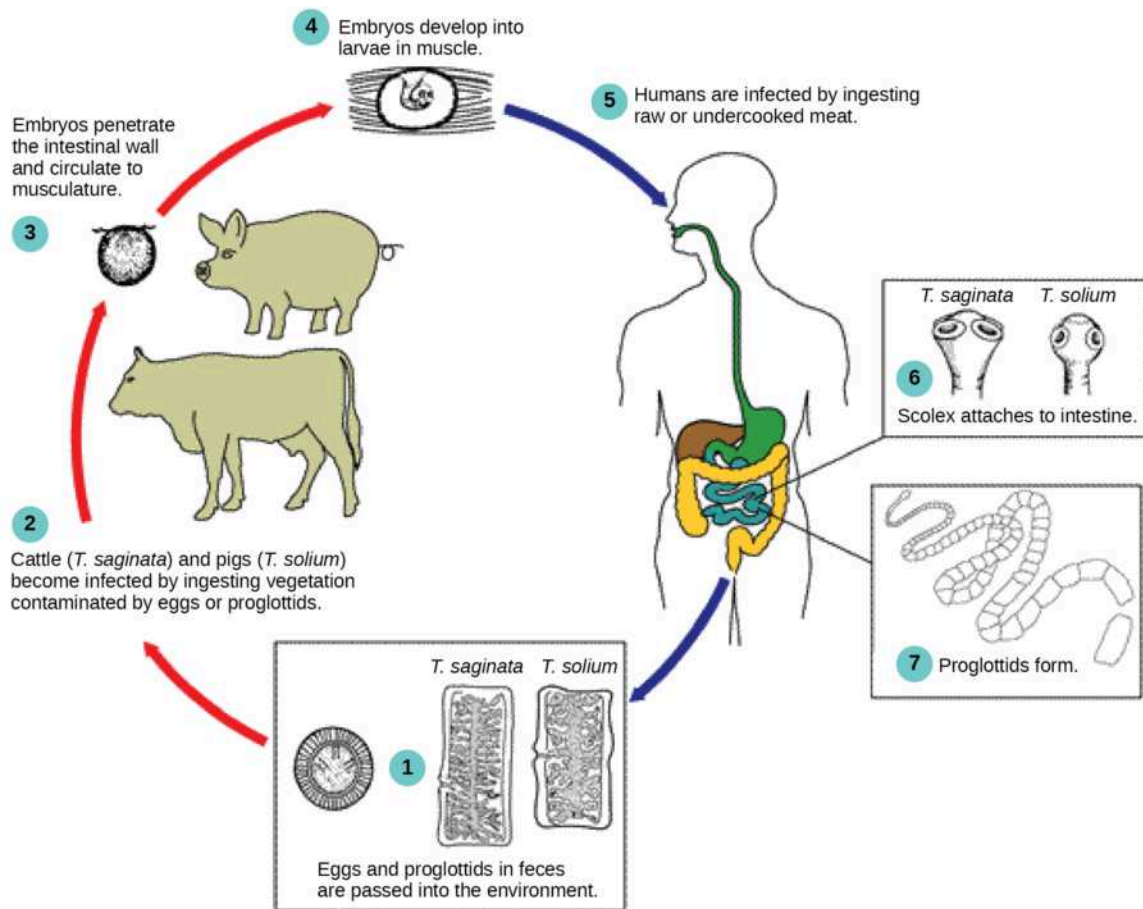 4
Embryos develop into
larvae in muscle.
5
Humans are infected by ingesting
raw or undercooked meat.
Embryos penetrate
the intestinal wall
and circulate to
musculature.
3
T. saginata T. solium
6
Scolex attaches to intestine.
2
Cattle (T. saginata) and pigs (T. solium)
become infected by ingesting vegetation
contaminated by eggs or proglottids.
7
Proglottids form.
T. saginata T. solium
1
Eggs and proglottids in feces
are passed into the environment.